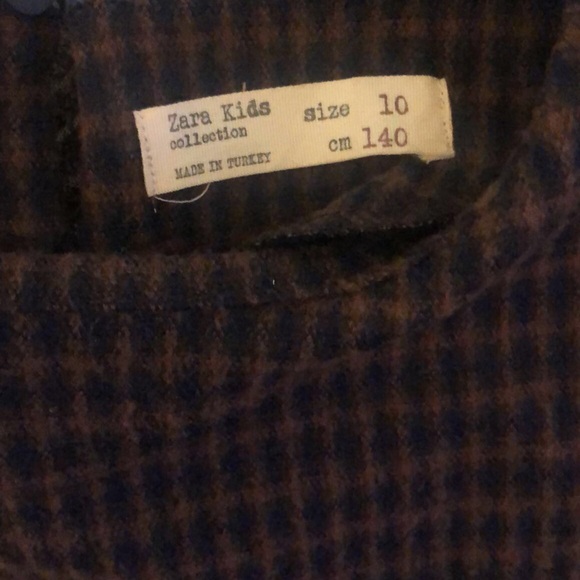 Zara Kids
collection
MADE IN TURKEY
size 10
cm 140